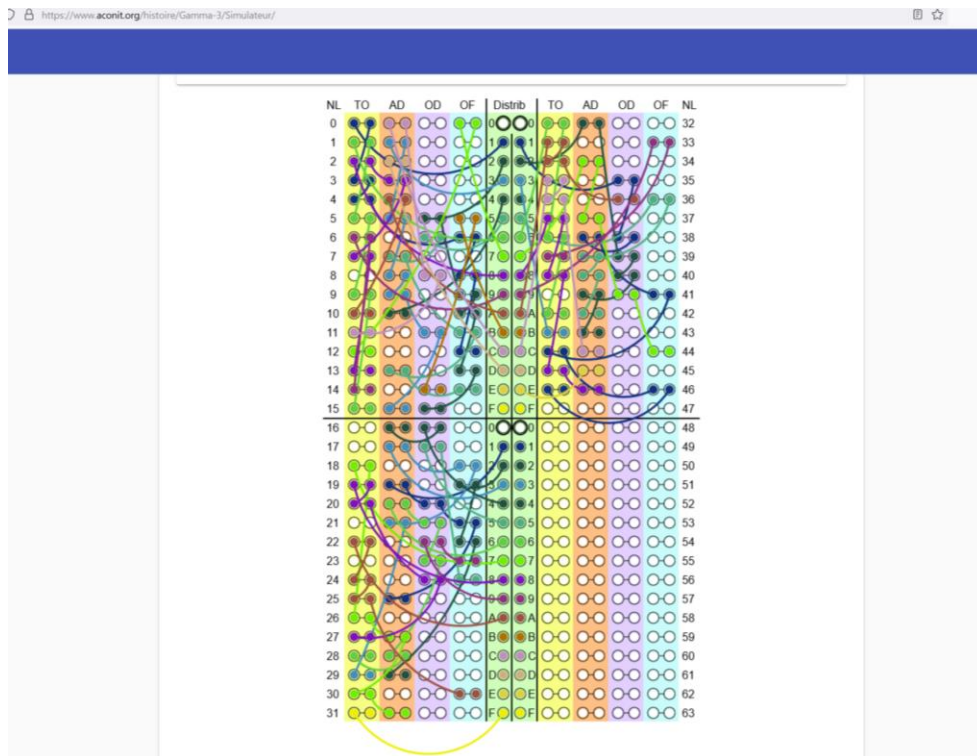 https://www.aconit.org/histoire/Gamma-3/Simulateur/
NL TO AD OD OF Distrib TO AD OD OF NL
0 0 0 32
1 1 1 33
2 2 2 34
3 3 3 35
4 4 4 36
5 5 5 37
6 6 38
7 7 7 39
8 8 8 40
9 9 9 41
10 A A 42
11 B B 43
12 C C 44
13 D D 45
14 E E 46
15 F F 47
16 0 0 48
17 1 1 49
18 2 2 50
19 3 3 51
20 4 4 52
21 5 5 53
22 6 6 54
23 7 7 55
24 8 8 56
25 9 9 57
26 A A 58
27 B B 59
28 C C 60
29 D D 61
30 E E 62
31 F F 63